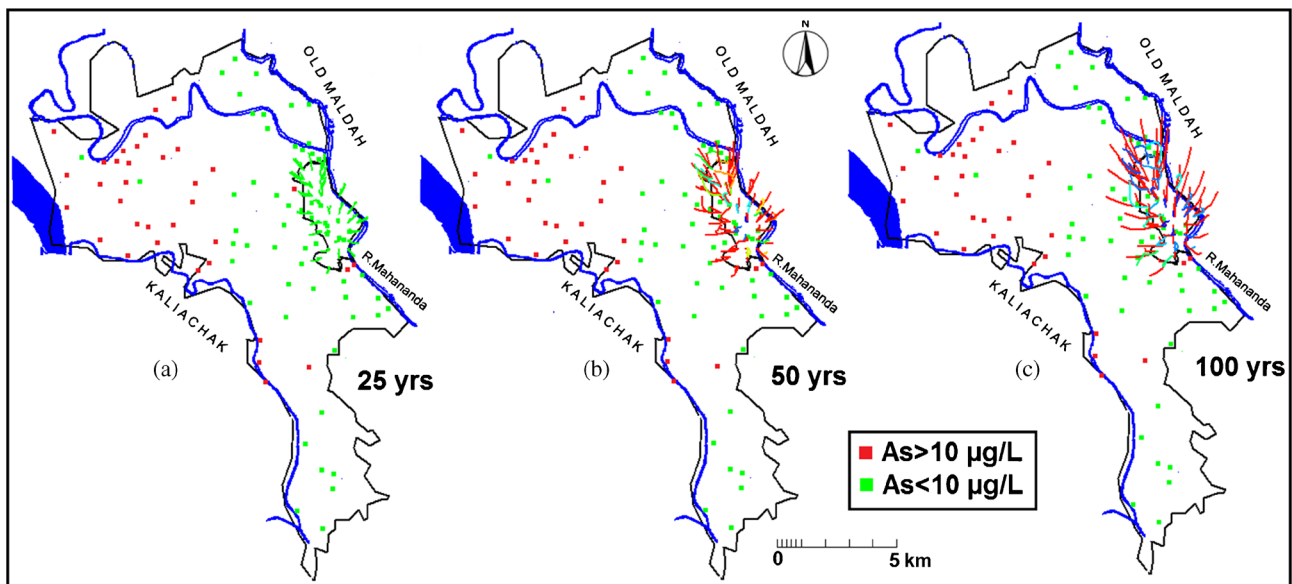 N
OLD MALDAH
R.Mahananda
KALIACHAK
(a)
25 yrs
OLD MALDAH
R.Mahananda
KALIACHAK
(b)
50 yrs
OLD MALDAH
R.Mahananda
KALIACHAK
(c)
100 yrs
As>10 µg/L
As<10 µg/L
0 5 km